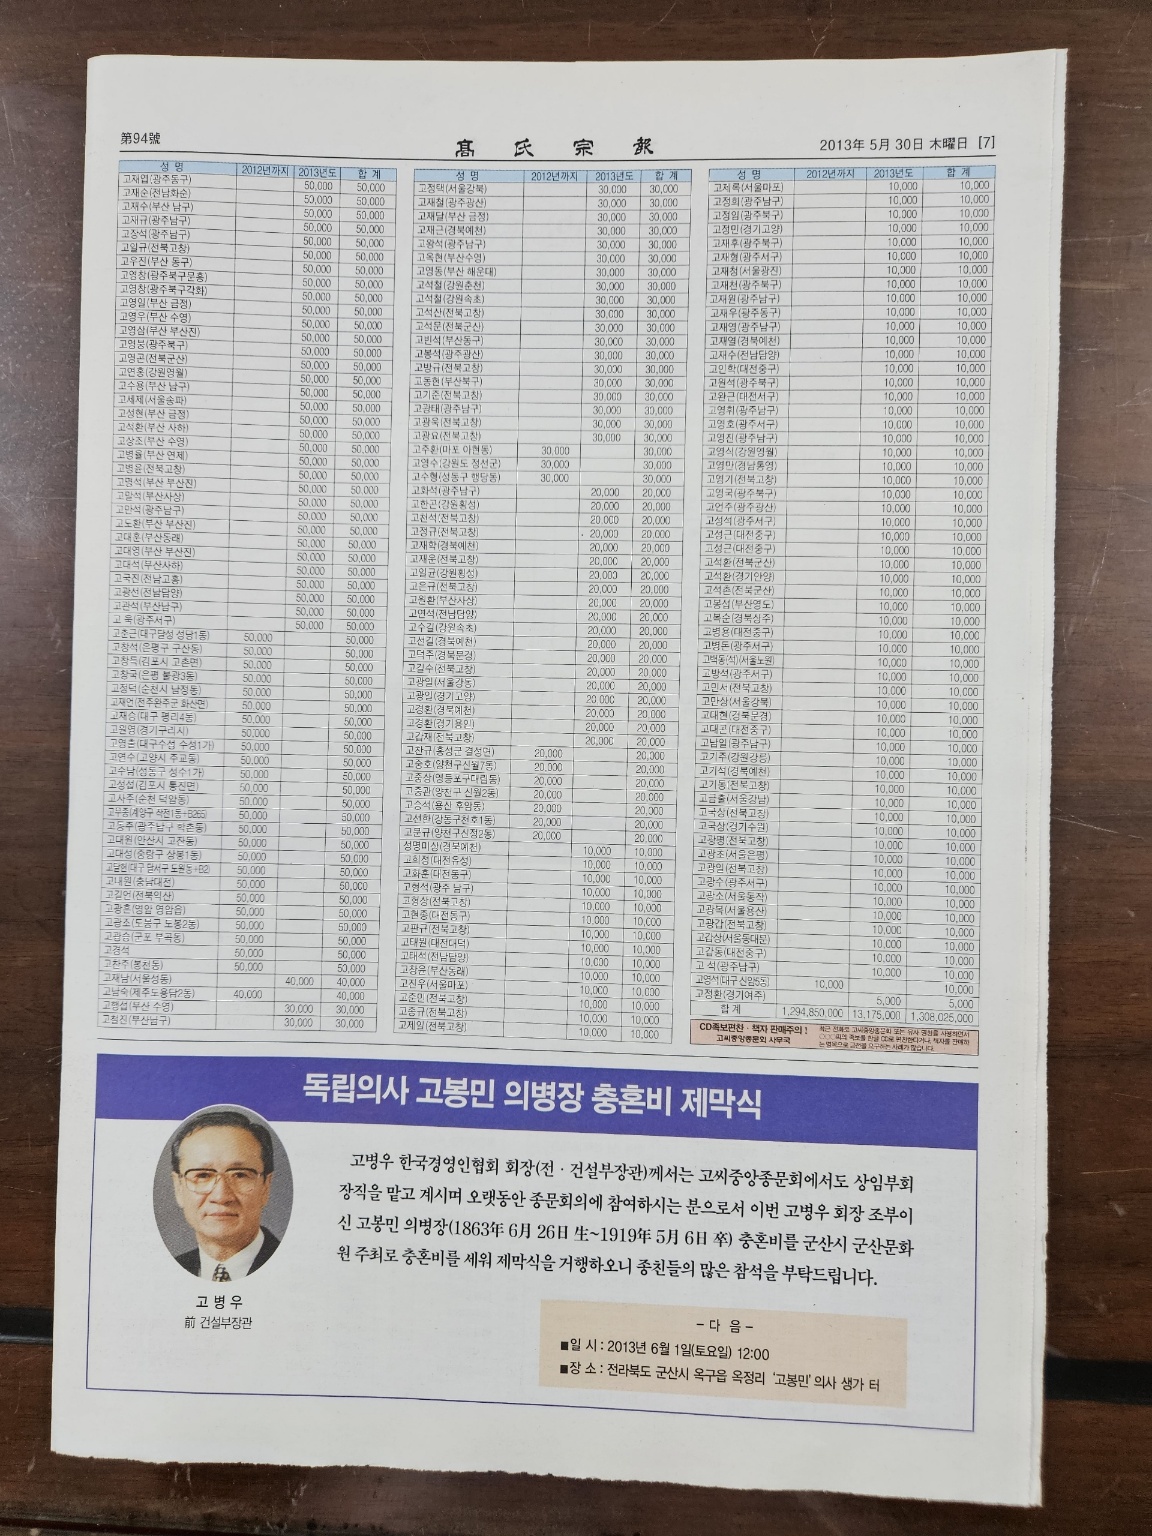 第94號
高氏宗報
2013年 5月 30日 木曜日 [7]
성 명 2012년까지 2013년도 합 계
고재업(광주동구) 50,000 50,000
고재순(전남화순) 50,000 50,000
고재수(부산 남구) 50,000 50,000
고재규(광주남구) 50,000 50,000
고장석(광주남구) 50,000 50,000
고일규(전북고창) 50,000 50,000
고우진(부산 동구) 50,000 50,000
고영창(광주북구문흥) 50,000 50,000
고영창(광주북구각화) 50,000 50,000
고영일(부산 금정) 50,000 50,000
고영우(부산 수영) 50,000 50,000
고영삼(부산 부산진) 50,000 50,000
고영봉(광주북구) 50,000 50,000
고영곤(전북군산) 50,000 50,000
고연홍(강원영월) 50,000 50,000
고수용(부산 남구) 50,000 50,000
고세제(서울송파) 50,000 50,000
고성현(부산 금정) 50,000 50,000
고석환(부산 사하) 50,000 50,000
고상조(부산 수영) 50,000 50,000
고병율(부산 연제) 50,000 50,000
고병윤(전북고창) 50,000 50,000
고명석(부산 부산진) 50,000 50,000
고말석(부산사상) 50,000 50,000
고만석(광주남구) 50,000 50,000
고도환(부산 부산진) 50,000 50,000
고대훈(부산동래) 50,000 50,000
고대영(부산 부산진) 50,000 50,000
고대석(부산사하) 50,000 50,000
고국진(전남고흥) 50,000 50,000
고광선(전남담양) 50,000 50,000
고관석(부산남구) 50,000 50,000
고 욱(광주서구) 50,000 50,000
고춘근(대구달성 성당1동) 50,000 50,000
고창석(은평구 구산동) 50,000 50,000
고창득(김포시 고촌면) 50,000 50,000
고창국(은평 불광3동) 50,000 50,000
고정덕(순천시 남정동) 50,000 50,000
고재언(전주완주군 화산면) 50,000 50,000
고재승(대구 평리4동) 50,000 50,000
고원영(경기구리시) 50,000 50,000
고영출(대구수성 수성1가) 50,000 50,000
고연수(고양시 주교동) 50,000 50,000
고수남(성동구 성수1가) 50,000 50,000
고성섭(김포시 통진면) 50,000 50,000
고사주(순천 덕암동) 50,000 50,000
고동주(광주남구 학촌동) 50,000 50,000
고대원(안산시 고잔동) 50,000 50,000
고대성(중랑구 상봉1동) 50,000 50,000
고내원(충남대전) 50,000 50,000
고길언(전북익산) 50,000 50,000
고광훈(영암 영암읍) 50,000 50,000
고광조(도봉구 도봉2동) 50,000 50,000
고광승(군포 부곡동) 50,000 50,000
고경석 50,000 50,000
고찬주(봉천동) 50,000 50,000
고재남(서울성동) 40,000 40,000
고남숙(제주도용담2동) 40,000 40,000
고행섭(부산 수영) 30,000 30,000
고점진(부산남구) 30,000 30,000
성 명 2012년까지 2013년도 합 계
고정택(서울강북) 30,000 30,000
고재철(광주광산) 30,000 30,000
고재달(부산 금정) 30,000 30,000
고재근(경북예천) 30,000 30,000
고왕석(광주남구) 30,000 30,000
고옥현(부산수영) 30,000 30,000
고영동(부산 해운대) 30,000 30,000
고석철(강원춘천) 30,000 30,000
고석철(강원속초) 30,000 30,000
고석산(전북고창) 30,000 30,000
고석문(전북군산) 30,000 30,000
고빈석(부산동구) 30,000 30,000
고봉석(광주광산) 30,000 30,000
고방규(전북고창) 30,000 30,000
고동현(부산북구) 30,000 30,000
고기준(전북고창) 30,000 30,000
고광태(광주남구) 30,000 30,000
고광욱(전북고창) 30,000 30,000
고광요(전북고창) 30,000 30,000
고주환(마포 아현동) 30,000 30,000
고영수(강원도 정선군) 30,000 30,000
고수형(성동구 행당동) 30,000 30,000
고화석(광주남구) 20,000 20,000
고한곤(강원횡성) 20,000 20,000
고천석(전북고창) 20,000 20,000
고정규(전북고창) 20,000 20,000
고재학(경북예천) 20,000 20,000
고재운(전북고창) 20,000 20,000
고일균(강원횡성) 20,000 20,000
고은규(전북고창) 20,000 20,000
고원환(부산사상) 20,000 20,000
고연석(전남담양) 20,000 20,000
고수길(강원속초) 20,000 20,000
고선길(경북예천) 20,000 20,000
고덕주(경북문경) 20,000 20,000
고길수(전북고창) 20,000 20,000
고광일(서울강동) 20,000 20,000
고광일(경기고양) 20,000 20,000
고경환(경북예천) 20,000 20,000
고경환(경기용인) 20,000 20,000
고갑재(전북고창) 20,000 20,000
고찬규(홍성군 결성면) 20,000 20,000
고종호(양천구신월7동) 20,000 20,000
고중상(영등포구대림동) 20,000 20,000
고중관(양천구 신월2동) 20,000 20,000
고승석(용산 후암동) 20,000 20,000
고선한(강동구천호1동) 20,000 20,000
고문규(양천구신정2동) 20,000 20,000
성명미상(경북예천) 10,000 10,000
고희정(대전유성) 10,000 10,000
고화훈(대전동구) 10,000 10,000
고형석(광주 남구) 10,000 10,000
고형상(전북고창) 10,000 10,000
고현중(대전동구) 10,000 10,000
고판규(전북고창) 10,000 10,000
고태원(대전대덕) 10,000 10,000
고태석(전남담양) 10,000 10,000
고창윤(부산동래) 10,000 10,000
고진우(서울마포) 10,000 10,000
고준민(전북고창) 10,000 10,000
고종규(전북고창) 10,000 10,000
고제일(전북고창) 10,000 10,000
성 명 2012년까지 2013년도 합 계
고제록(서울마포) 10,000 10,000
고정희(광주남구) 10,000 10,000
고정임(광주북구) 10,000 10,000
고정민(경기고양) 10,000 10,000
고재후(광주북구) 10,000 10,000
고재형(광주서구) 10,000 10,000
고재청(서울광진) 10,000 10,000
고재천(광주북구) 10,000 10,000
고재원(광주남구) 10,000 10,000
고재우(광주동구) 10,000 10,000
고재영(광주남구) 10,000 10,000
고재열(경북예천) 10,000 10,000
고재수(전남담양) 10,000 10,000
고인학(대전중구) 10,000 10,000
고원석(광주북구) 10,000 10,000
고완근(대전서구) 10,000 10,000
고영휘(광주남구) 10,000 10,000
고영호(광주서구) 10,000 10,000
고영진(광주남구) 10,000 10,000
고영식(강원영월) 10,000 10,000
고영만(경남통영) 10,000 10,000
고영기(전북고창) 10,000 10,000
고영국(광주북구) 10,000 10,000
고언주(광주광산) 10,000 10,000
고성석(광주서구) 10,000 10,000
고성근(대전중구) 10,000 10,000
고성근(대전중구) 10,000 10,000
고석환(전북군산) 10,000 10,000
고석환(경기안양) 10,000 10,000
고석촌(전북군산) 10,000 10,000
고봉섭(부산영도) 10,000 10,000
고복순(경북상주) 10,000 10,000
고병용(대전중구) 10,000 10,000
고병돈(광주서구) 10,000 10,000
고백동(석)(서울노원) 10,000 10,000
고방석(광주서구) 10,000 10,000
고민서(전북고창) 10,000 10,000
고만상(서울강북) 10,000 10,000
고대현(경북문경) 10,000 10,000
고대곤(대전중구) 10,000 10,000
고남일(광주남구) 10,000 10,000
고기주(강원강릉) 10,000 10,000
고기석(경북예천) 10,000 10,000
고기동(전북고창) 10,000 10,000
고금출(서울강남) 10,000 10,000
고국상(전북고창) 10,000 10,000
고국상(경기수원) 10,000 10,000
고광평(전북고창) 10,000 10,000
고광조(서울은평) 10,000 10,000
고광일(전북고창) 10,000 10,000
고광수(광주서구) 10,000 10,000
고광소(서울동작) 10,000 10,000
고광복(서울용산) 10,000 10,000
고광갑(전북고창) 10,000 10,000
고갑상(서울동대문) 10,000 10,000
고갑동(대전중구) 10,000 10,000
고 석(광주남구) 10,000 10,000
고영석(대구 신암5동) 10,000 10,000
고정환(경기여주) 5,000 5,000
합 계 1,294,850,000 13,175,000 1,308,025,000
CD족보편찬·책자 판매주의!
고씨중앙종문회 사무국
독립의사 고봉민 의병장 충혼비 제막식
고병우 한국경영인협회 회장(전·건설부장관)께서는 고씨중앙종문회에서도 상임부회
장직을 맡고 계시며 오랫동안 종문회의에 참여하시는 분으로서 이번 고병우 회장 조부이
신 고봉민 의병장(1863年 6月 26日 生~1919年 5月 6日 卒) 충혼비를 군산시 군산문화
원 주최로 충혼비를 세워 제막식을 거행하오니 종친들의 많은 참석을 부탁드립니다.
고 병 우
前 건설부장관
- 다 음 -
■일 시 : 2013년 6월 1일(토요일) 12:00
■장 소 : 전라북도 군산시 옥구읍 옥정리 '고봉민' 의사 생가 터